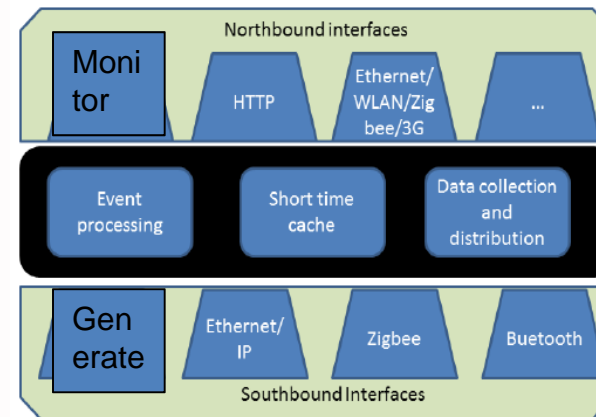 Northbound interfaces
Moni
tor
HTTP
Ethernet/
WLAN/Zig
bee/3G
...
Event
processing
Short time
cache
Data collection
and
distribution
Gen
erate
Ethernet/
IP
Zigbee
Buetooth
Southbound Interfaces